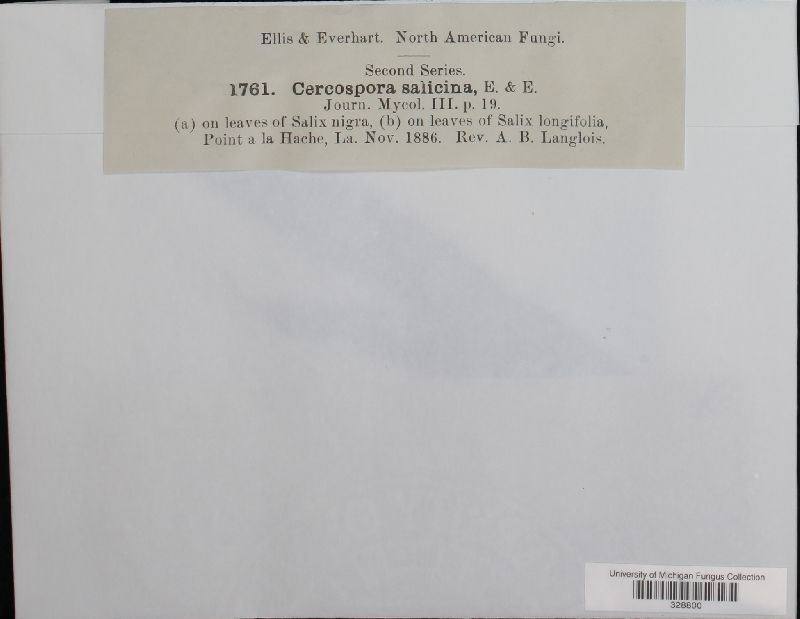 Ellis & Everhart. North American Fungi.
Second Series.
1761. Cercospora salicina, E. & E.
Journ. Mycol. III. p. 19.
(a) on leaves of Salix nigra, (b) on leaves of Salix longifolia,
Point a la Hache, La. Nov. 1886. Rev. A. B. Langlois.
University of Michigan Fungus Collection
328800